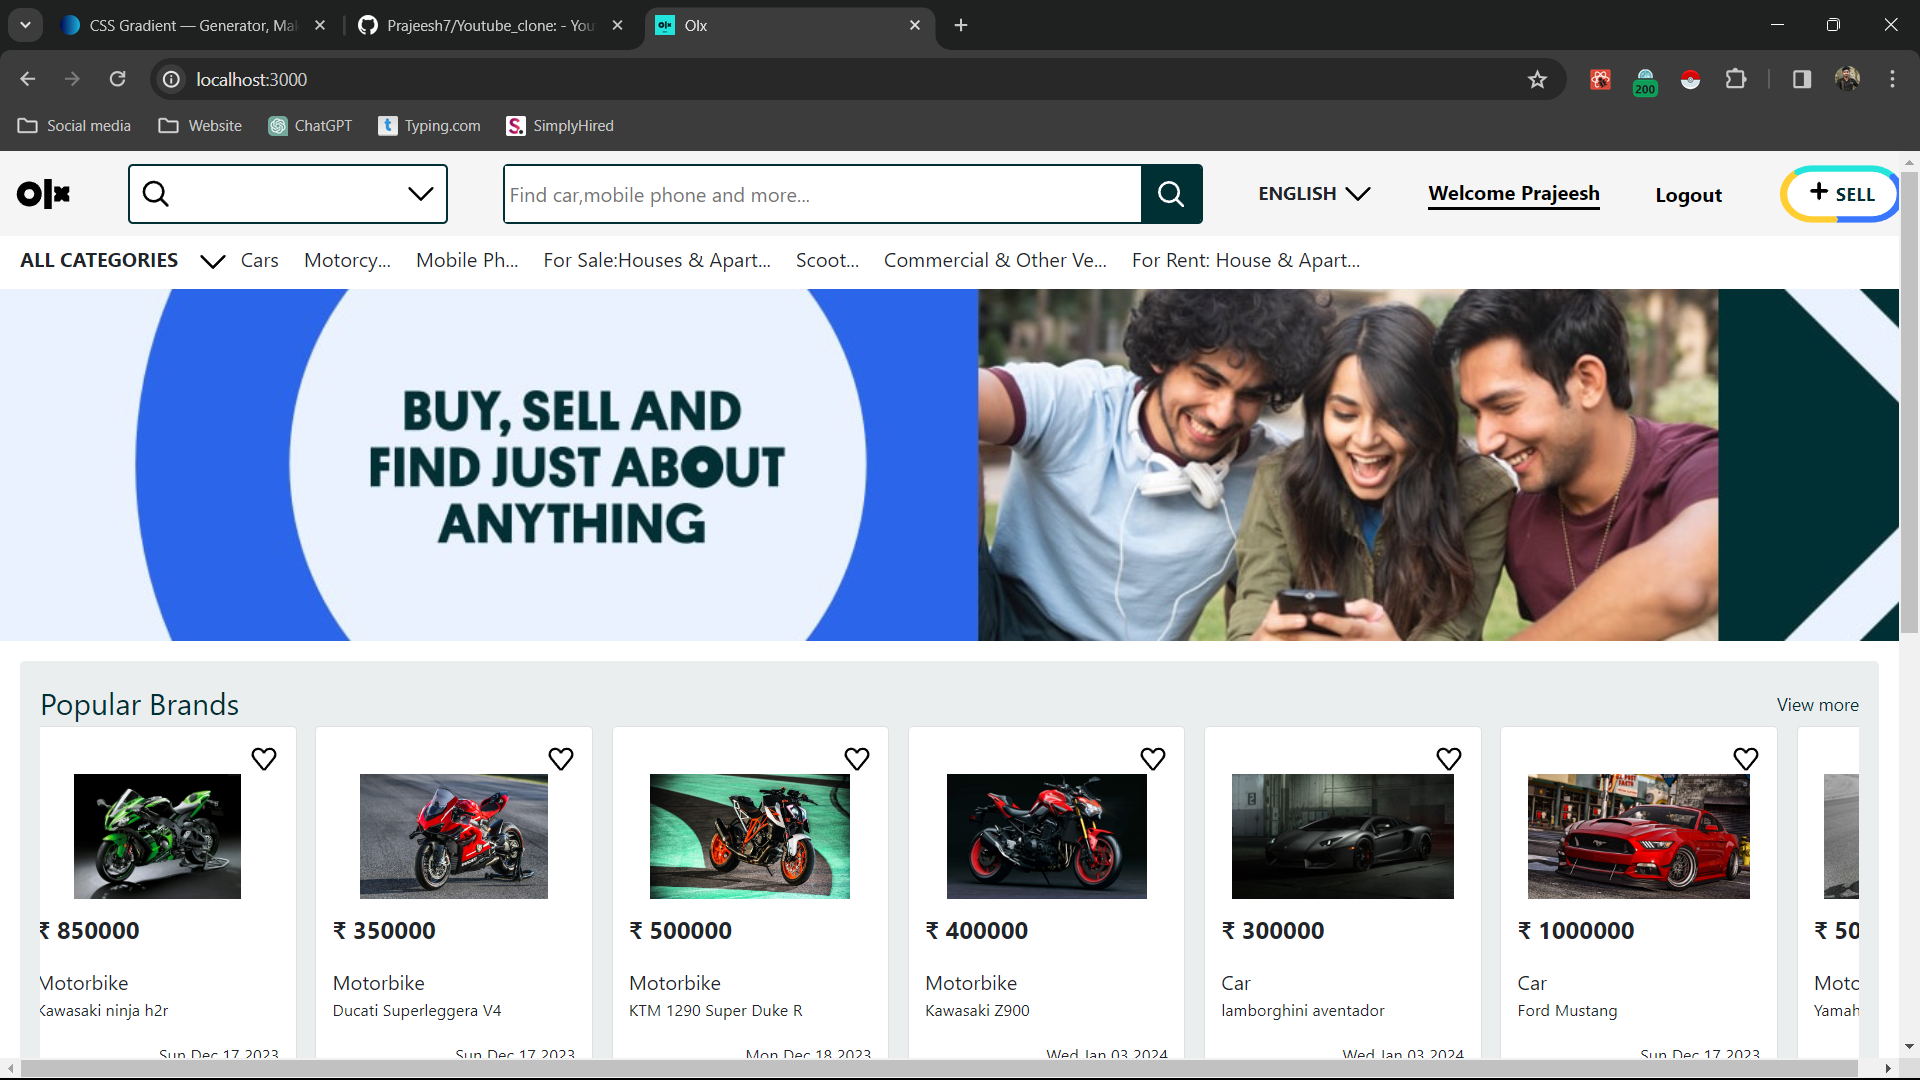 CSS Gradient — Generator, Ma
Prajeesh7/Youtube_clone: - You
Olx
localhost:3000
200
Social media
Website
ChatGPT
Typing.com
SimplyHired
olx
Find car,mobile phone and more...
ENGLISH
Welcome Prajeesh
Logout
+ SELL
ALL CATEGORIES
Cars
Motorcy...
Mobile Ph...
For Sale:Houses & Apart...
Scoot...
Commercial & Other Ve...
For Rent: House & Apart...
BUY, SELL AND
FIND JUST ABOUT
ANYTHING
Popular Brands
View more
₹ 850000
Motorbike
Kawasaki ninja h2r
Sun Dec 17 2023
₹ 350000
Motorbike
Ducati Superleggera V4
Sun Dec 17 2023
₹ 500000
Motorbike
KTM 1290 Super Duke R
Mon Dec 18 2023
₹ 400000
Motorbike
Kawasaki Z900
Wed Jan 03 2024
₹ 300000
Car
lamborghini aventador
Wed Jan 03 2024
₹ 1000000
Car
Ford Mustang
Sun Dec 17 2023
₹ 50
Moto
Yamah